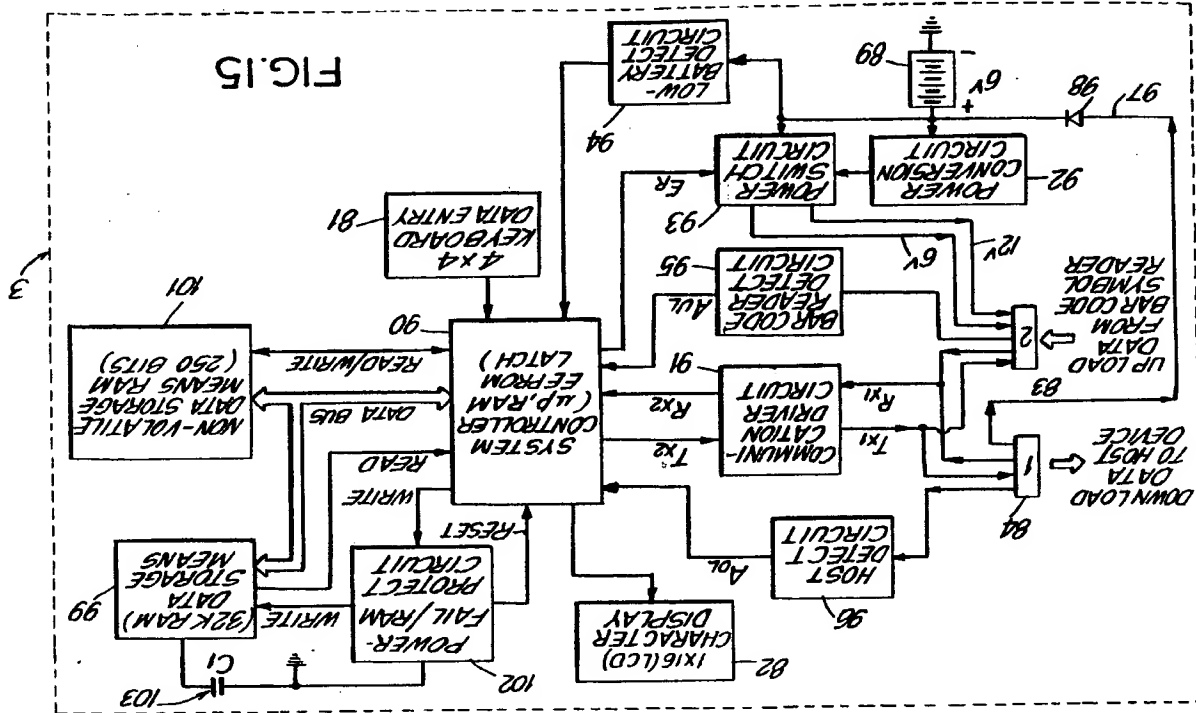 82
102
103
1x16 (LCD)
CHARACTER
DISPLAY
POWER-
FAIL/RAM
PROTECT
CIRCUIT
C1
96
HOST
DETECT
CIRCUIT
WRITE
99
(32K RAM)
DATA
STORAGE
MEANS
ADL
RESET
WRITE
READ
DOWN LOAD
DATA
TO HOST
DEVICE
84
1
83
TX1
RX1
COMMUNI-
CATION
DRIVER
CIRCUIT
91
TX2
RX2
SYSTEM
CONTROLLER
(µP.RAM
EEPROM
LATCH)
90
DATA BUS
READ/WRITE
NON-VOLATILE
DATA STORAGE
MEANS RAM
(250 BITS)
101
UP LOAD
DATA
FROM
BAR CODE
SYMBOL
READER
2
BAR CODE
READER
DETECT
CIRCUIT
95
AUL
12V
6V
4x4
KEYBOARD
DATA ENTRY
81
3
92
POWER
CONVERSION
CIRCUIT
93
POWER
SWITCH
CIRCUIT
ER
97
98
+
6V
-
89
94
LOW-
BATTERY
DETECT
CIRCUIT
FIG.15